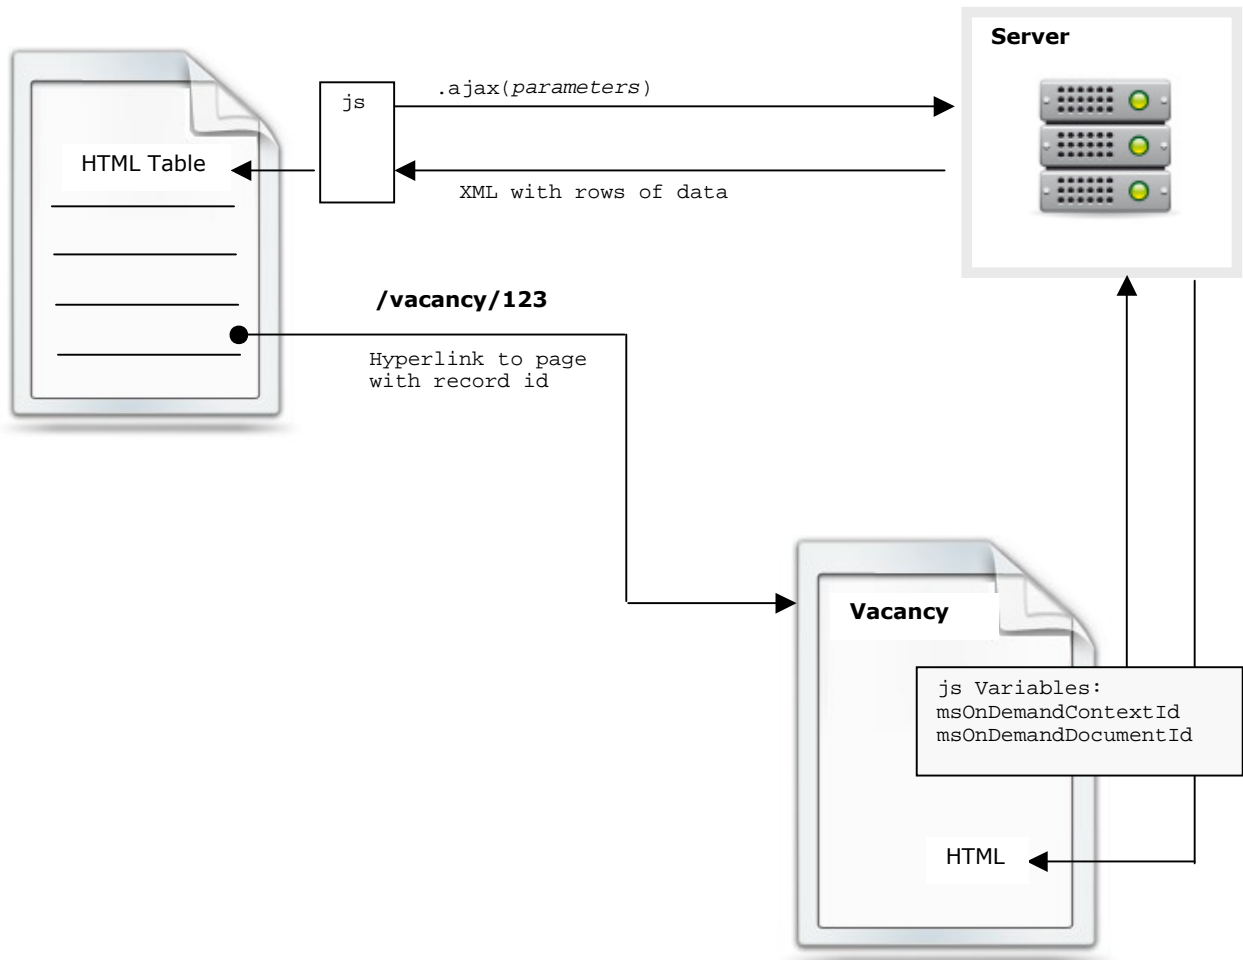 Server
.ajax(parameters)
js
HTML Table
XML with rows of data
/vacancy/123
Hyperlink to page
with record id
Vacancy
js Variables:
msOnDemandContextId
msOnDemandDocumentId
HTML